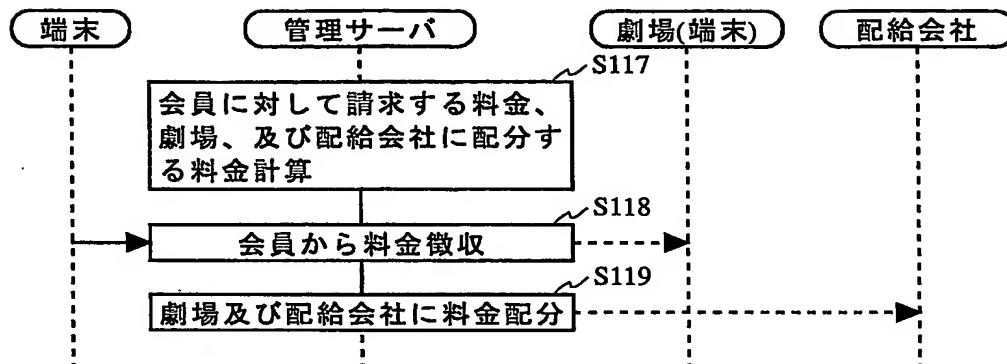 端末
管理サーバ
劇場(端末)
配給会社
S117
会員に対して請求する料金、
劇場、及び配給会社に配分す
る料金計算
S118
会員から料金徴収
S119
劇場及び配給会社に料金配分